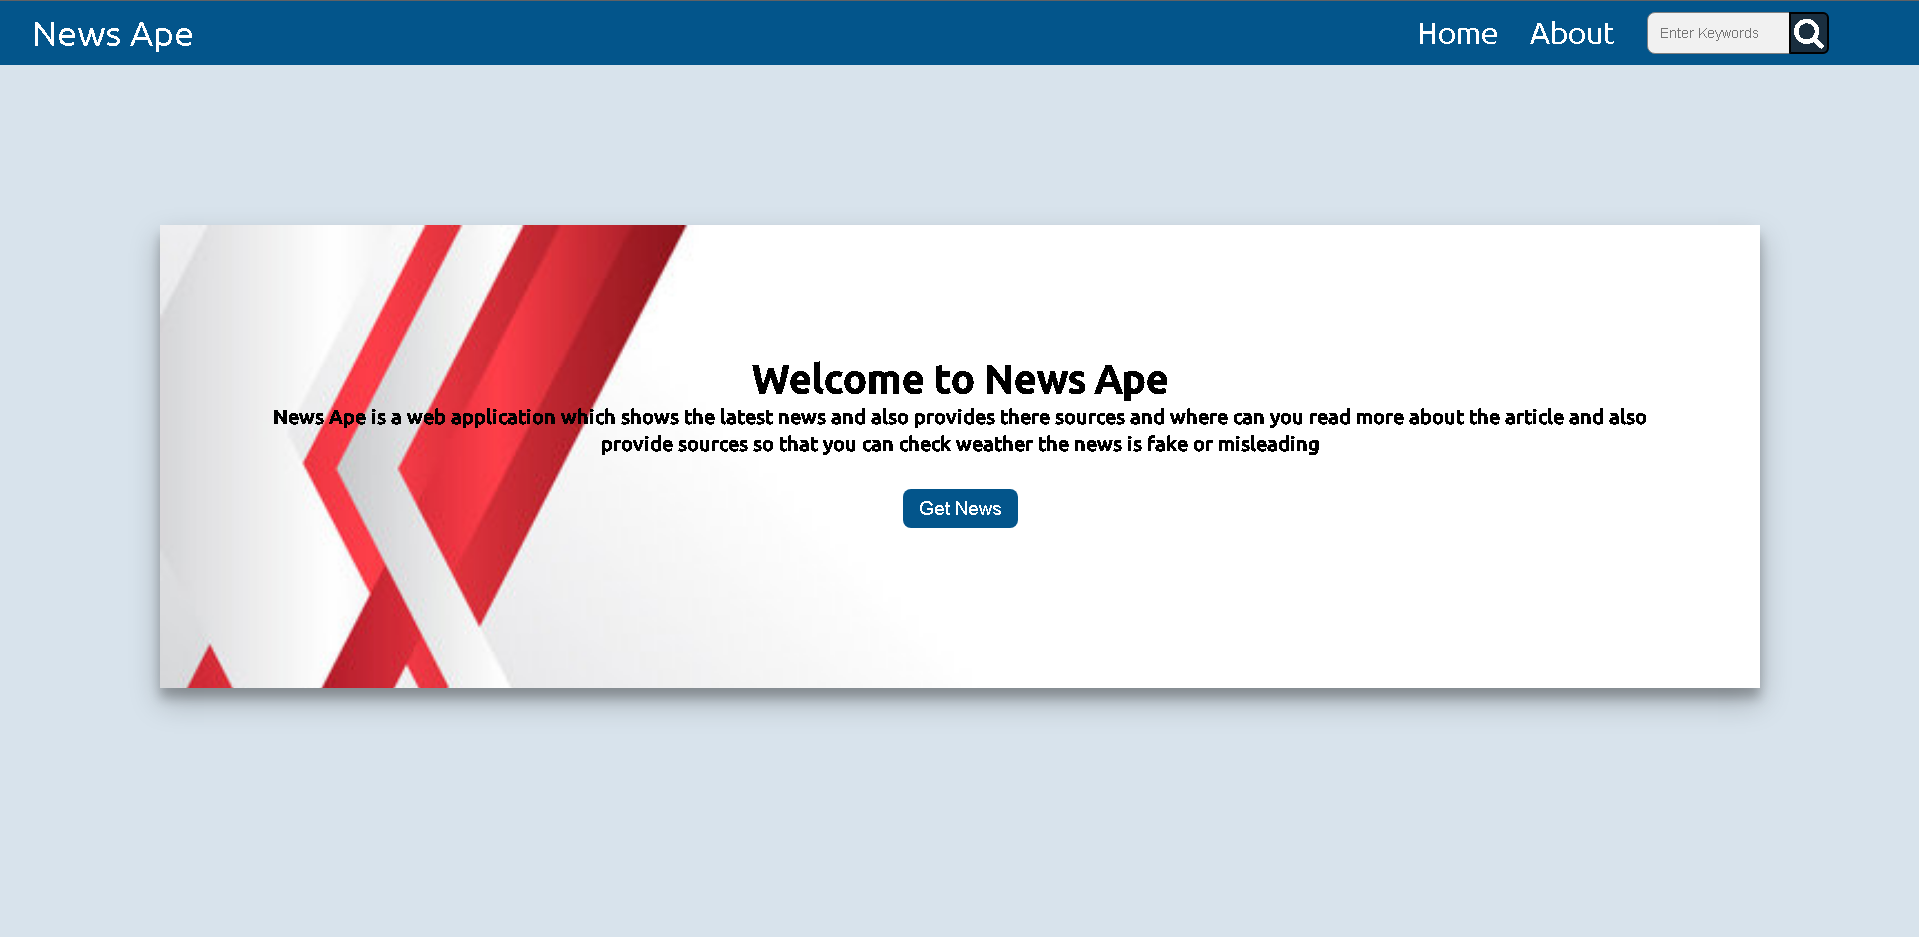 News Ape
Home
About
Enter Keywords
Welcome to News Ape
News Ape is a web application which shows the latest news and also provides there sources and where can you read more about the article and also
provide sources so that you can check weather the news is fake or misleading
Get News